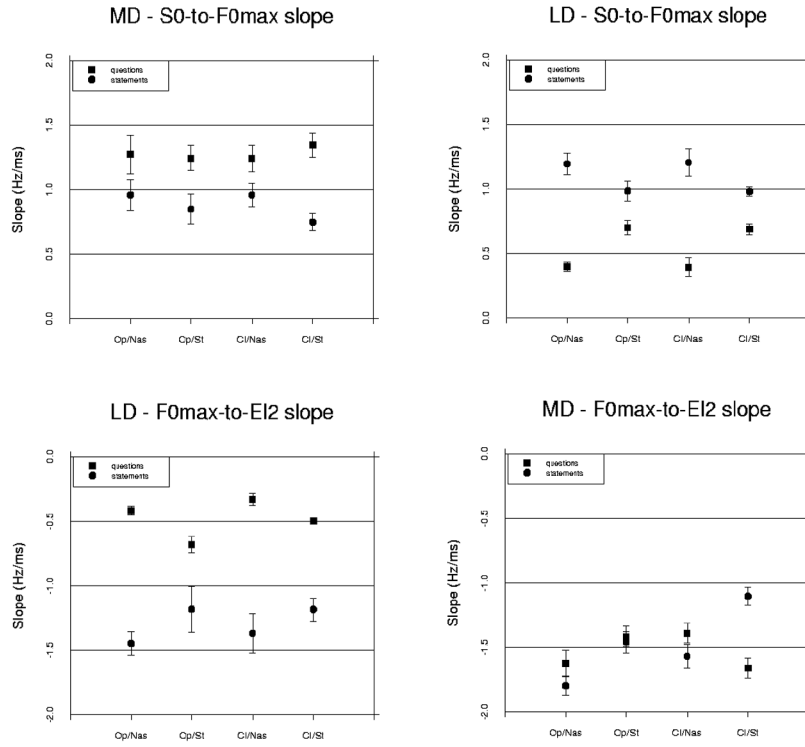 MD - S0-to-F0max slope
Slope (Hz/ms)
2.0
1.5
1.0
0.5
0.0
questions
statements
Op/Nas
Op/St
Cl/Nas
Cl/St
LD - S0-to-F0max slope
Slope (Hz/ms)
2.0
1.5
1.0
0.5
0.0
questions
statements
Op/Nas
Op/St
Cl/Nas
Cl/St
LD - F0max-to-El2 slope
Slope (Hz/ms)
0.0
-0.5
-1.0
-1.5
-2.0
questions
statements
Op/Nas
Op/St
Cl/Nas
Cl/St
MD - F0max-to-El2 slope
Slope (Hz/ms)
0.0
-0.5
-1.0
-1.5
-2.0
questions
statements
Op/Nas
Op/St
Cl/Nas
Cl/St